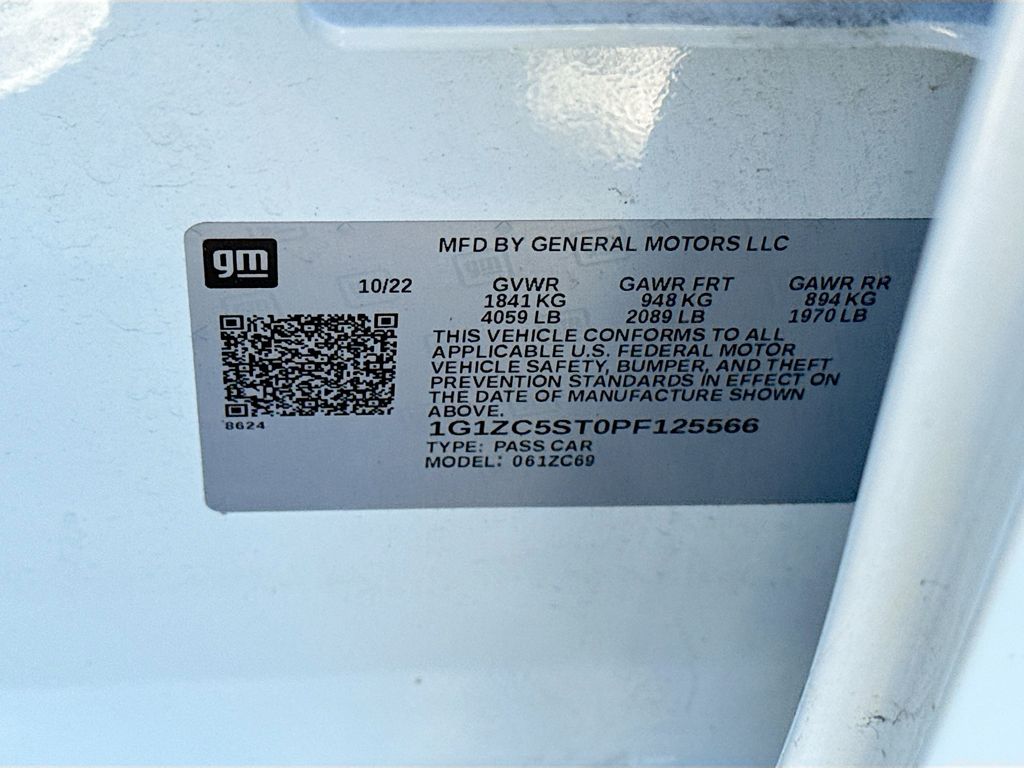 gm
MFD BY GENERAL MOTORS LLC
10/22 GVWR GAWR FRT GAWR RR
1841 KG 948 KG 894 KG
4059 LB 2089 LB 1970 LB
THIS VEHICLE CONFORMS TO ALL
APPLICABLE U.S. FEDERAL MOTOR
VEHICLE SAFETY, BUMPER, AND THEFT
PREVENTION STANDARDS IN EFFECT ON
THE DATE OF MANUFACTURE SHOWN
ABOVE.
8624
1G1ZC5ST0PF125566
TYPE: PASS CAR
MODEL: 061ZC69